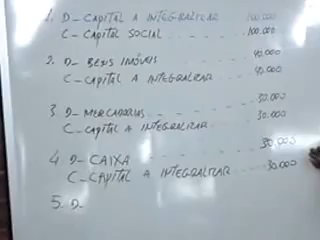 1. D- CAPITAL A INTEGRALIZAR 100.000
C- CAPITAL SOCIAL 100.000
2. D- BENS IMÓVEIS 40.000
C- CAPITAL A INTEGRALIZAR 40.000
3 D- MERCADORIAS 30.000
C- CAPITAL A INTEGRALIZAR 30.000
4 D- CAIXA 30.000
C- CAPITAL A INTEGRALIZAR 30.000
5. D-